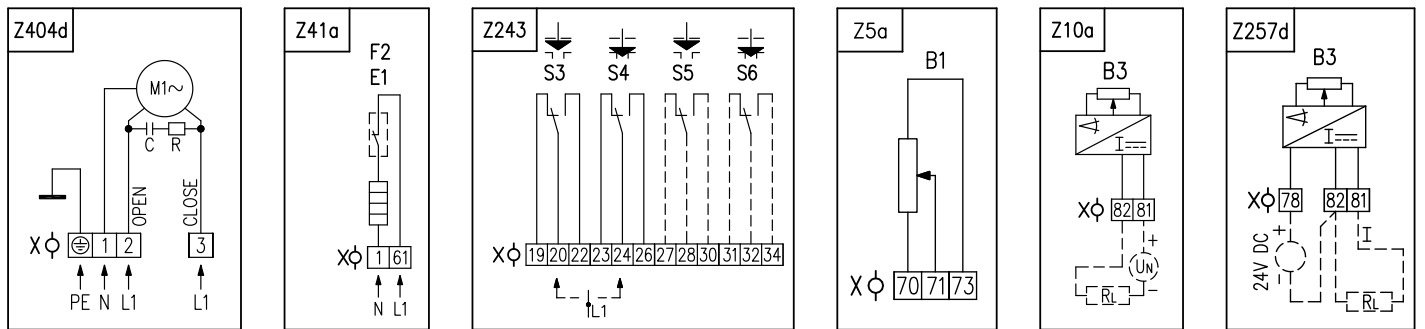 Z404d
M1~
C R
OPEN
CLOSE
X 1 2 3
PE N L1 L1
Z41a
F2
E1
X 1 61
N L1
Z243
S3 S4 S5 S6
19 20 22 23 24 26 27 28 30 31 32 34
L1
Z5a
B1
X 70 71 73
Z10a
B3
I
X 82 81
+
UN
-
RL
Z257d
B3
I
X 78 82 81
+
24V DC
-
I
RL